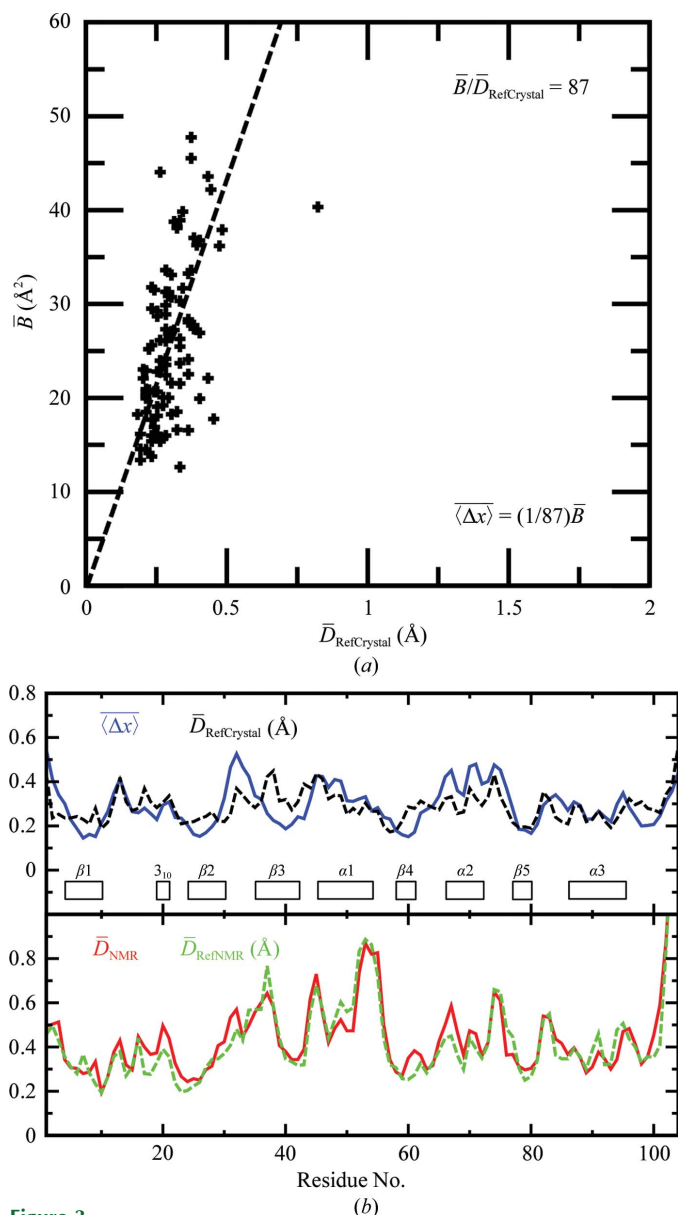 60
50
40
30
20
10
0
B̅ (Å²)
B̅/D̅RefCrystal = 87
⟨Δx⟩ = (1/87)B̅
0 0.5 1 1.5 2
D̅RefCrystal (Å)
(a)
0.8
0.6
0.4
0.2
0
⟨Δx⟩ D̅RefCrystal (Å)
β1 3₁₀ β2 β3 α1 β4 α2 β5 α3
D̅NMR D̅RefNMR (Å)
0.8
0.6
0.4
0.2
0
20 40 60 80 100
Residue No.
(b)